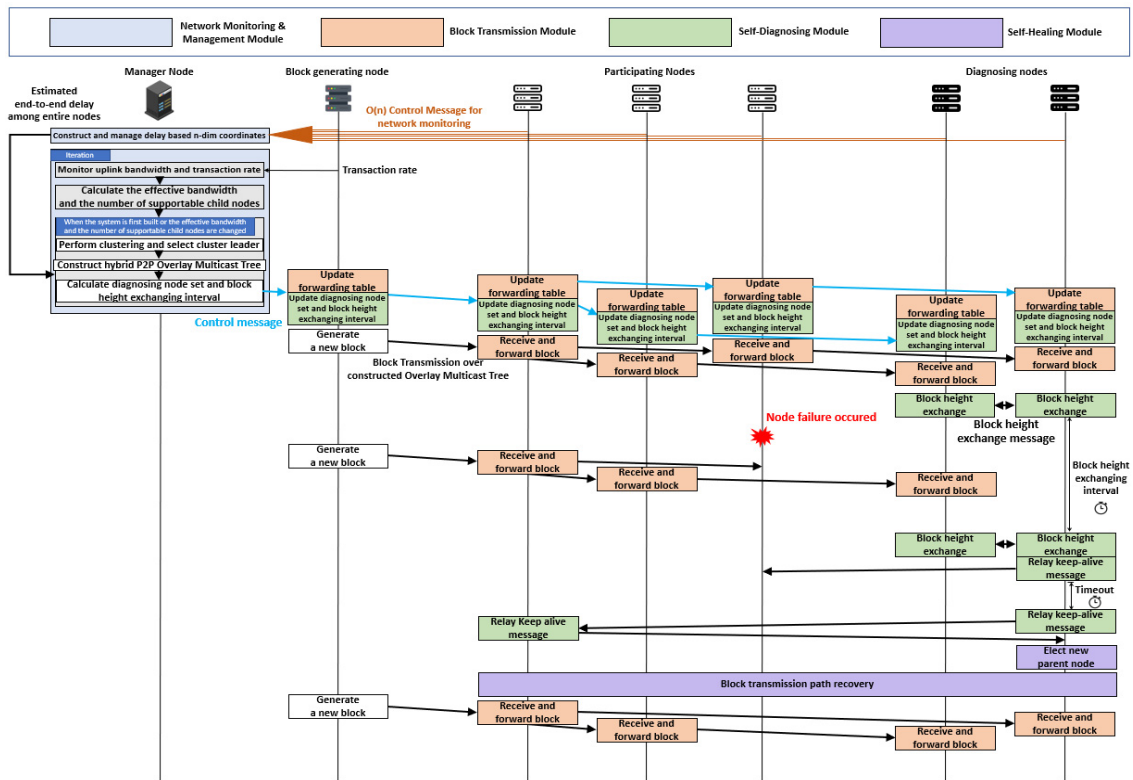 Network Monitoring &
Management Module
Block Transmission Module
Self-Diagnosing Module
Self-Healing Module
Manager Node
Block generating node
Participating Nodes
Diagnosing nodes
Estimated
end-to-end delay
among entire nodes
O(n) Control Message for
network monitoring
Construct and manage delay based n-dim coordinates
Iteration
Monitor uplink bandwidth and transaction rate
Transaction rate
Calculate the effective bandwidth
and the number of supportable child nodes
When the system is first built or the effective bandwidth
and the number of supportable child nodes are changed
Perform clustering and select cluster leader
Construct hybrid P2P Overlay Multicast Tree
Calculate diagnosing node set and block
height exchanging interval
Control message
Update
forwarding table
Update diagnosing node
set and block height
exchanging interval
Update
forwarding table
Update diagnosing node
set and block height
exchanging interval
Update
forwarding table
Update diagnosing node
set and block height
exchanging interval
Update
forwarding table
Update diagnosing node
set and block height
exchanging interval
Update
forwarding table
Update diagnosing node
set and block height
exchanging interval
Update
forwarding table
Update diagnosing node
set and block height
exchanging interval
Generate
a new block
Block Transmission over
constructed Overlay Multicast Tree
Receive and
forward block
Receive and
forward block
Receive and
forward block
Receive and
forward block
Receive and
forward block
Block height
exchange
Block height
exchange
Block height
exchange message
Node failure occured
Generate
a new block
Receive and
forward block
Receive and
forward block
Receive and
forward block
Block height
exchanging
interval
Block height
exchange
Block height
exchange
Relay keep-alive
message
Timeout
Relay keep-alive
message
Relay Keep alive
message
Elect new
parent node
Block transmission path recovery
Generate
a new block
Receive and
forward block
Receive and
forward block
Receive and
forward block
Receive and
forward block